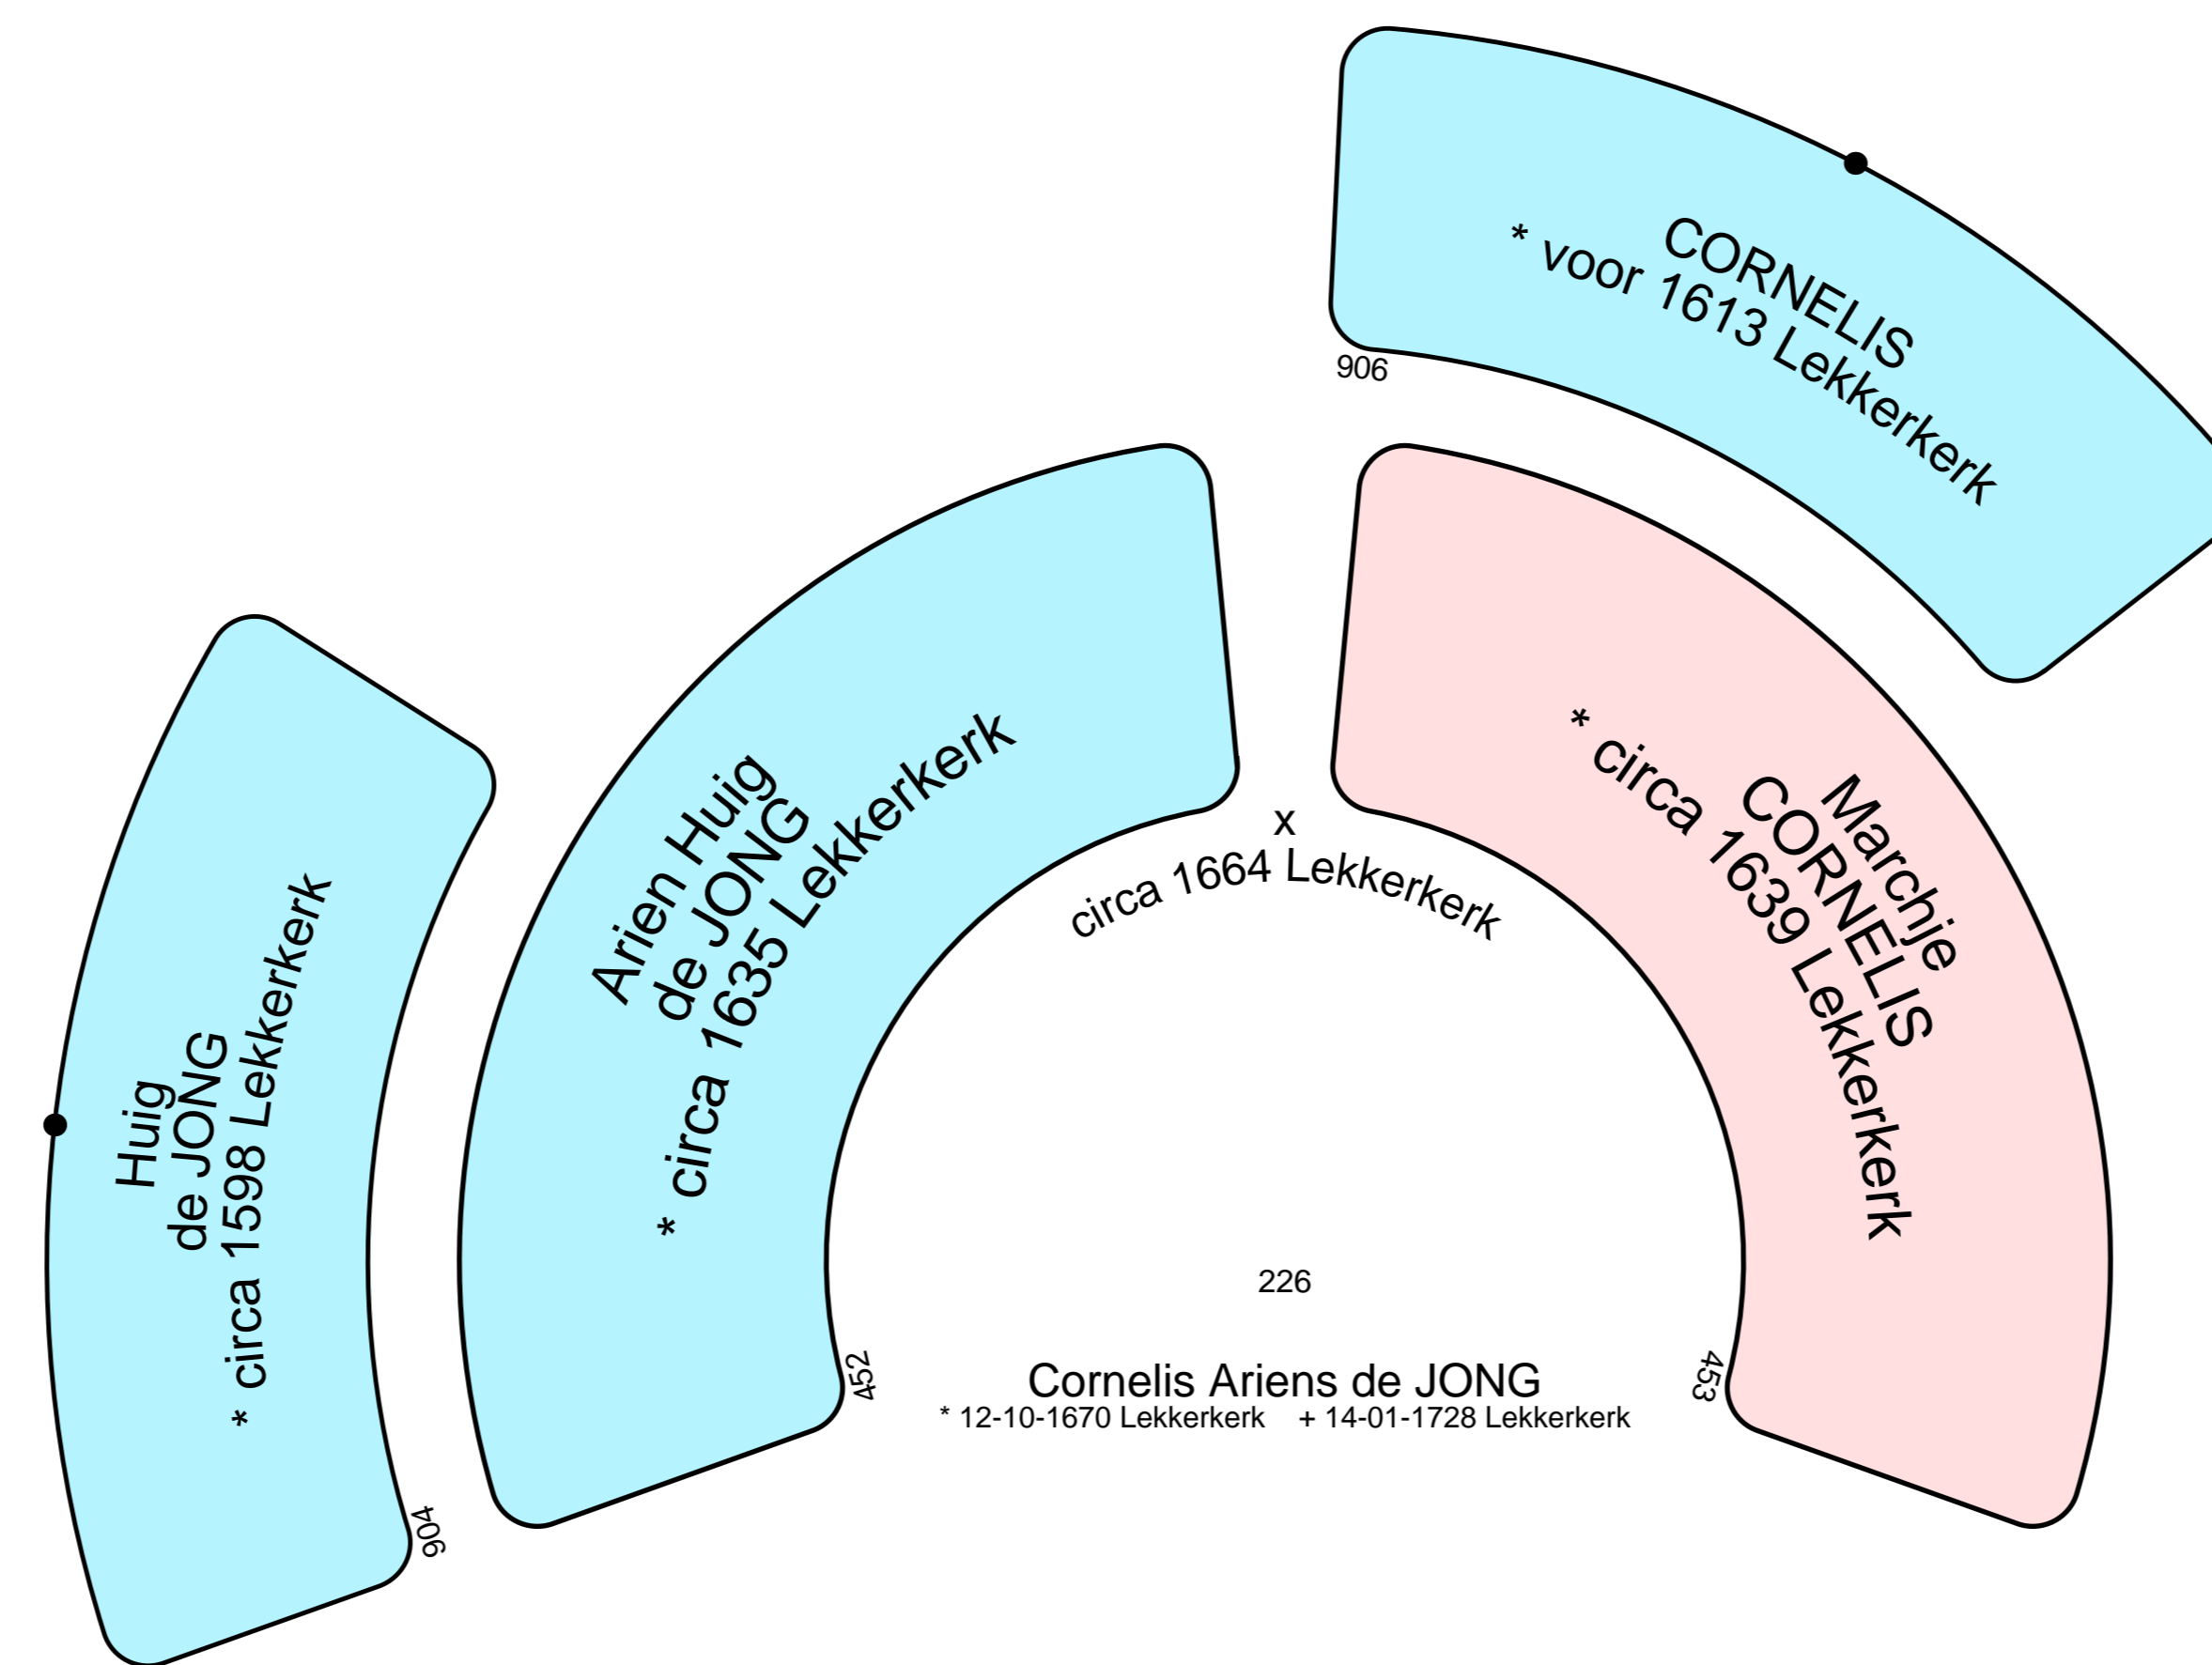 CORNELIS
* voor 1613 Lekkerkerk
906
Huig
de JONG
* circa 1598 Lekkerkerk
904
Arien Huig
de JONG
* circa 1635 Lekkerkerk
452
x
circa 1664 Lekkerkerk
Marchje
CORNELIS
* circa 1639 Lekkerkerk
453
226
Cornelis Ariens de JONG
* 12-10-1670 Lekkerkerk + 14-01-1728 Lekkerkerk